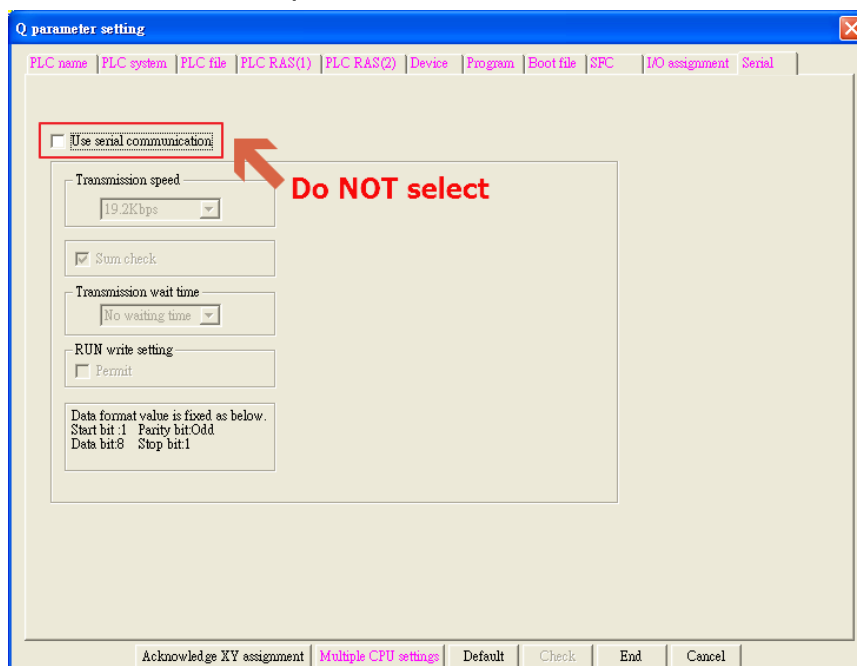 Q parameter setting
PLC name PLC system PLC file PLC RAS(1) PLC RAS(2) Device Program Boot file SFC I/O assignment Serial
Use serial communication
Do NOT select
Transmission speed
19.2Kbps
Sum check
Transmission wait time
No waiting time
RUN write setting
Permit
Data format value is fixed as below.
Start bit :1 Parity bit:Odd
Data bit:8 Stop bit:1
Acknowledge XY assignment Multiple CPU settings Default Check End Cancel